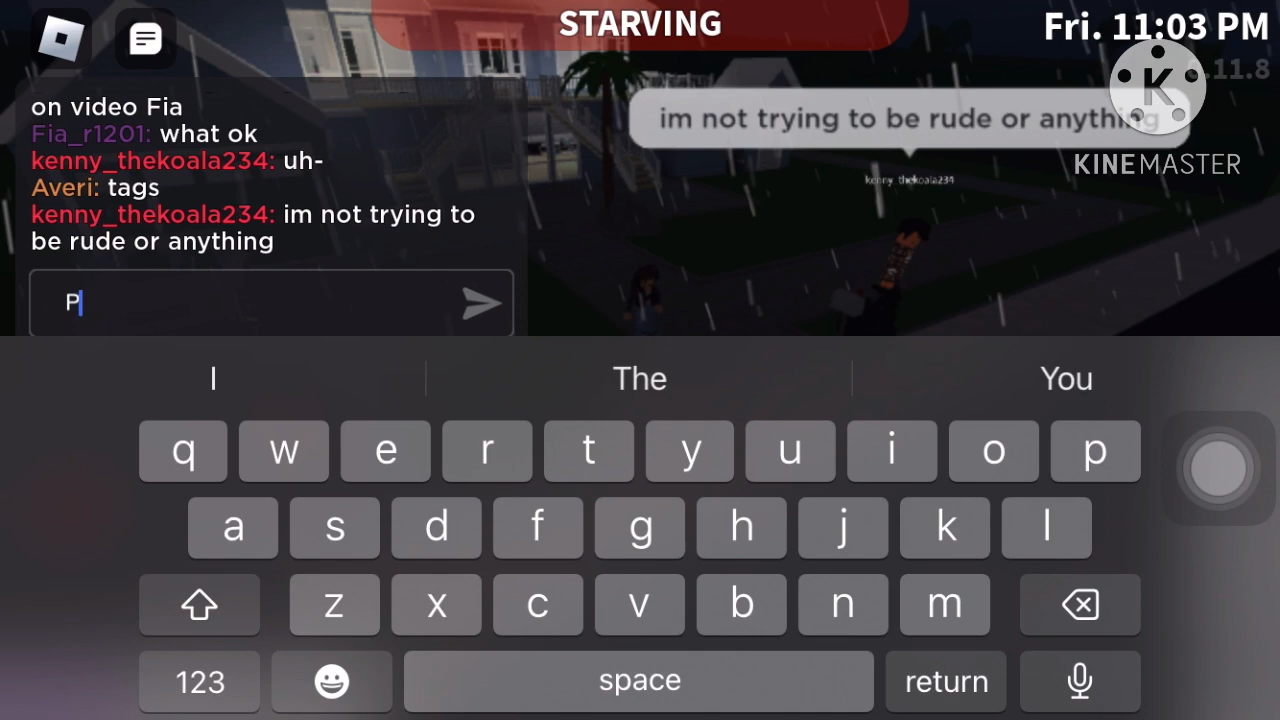 STARVING
Fri. 11:03 PM
.11.8
K
KINEMASTER
on video Fia
Fia_r1201: what ok
kenny_thekoala234: uh-
Averi: tags
kenny_thekoala234: im not trying to
be rude or anything
im not trying to be rude or anything
kenny_thekoala234
P
I The You
q w e r t y u i o p
a s d f g h j k l
z x c v b n m
123 space return